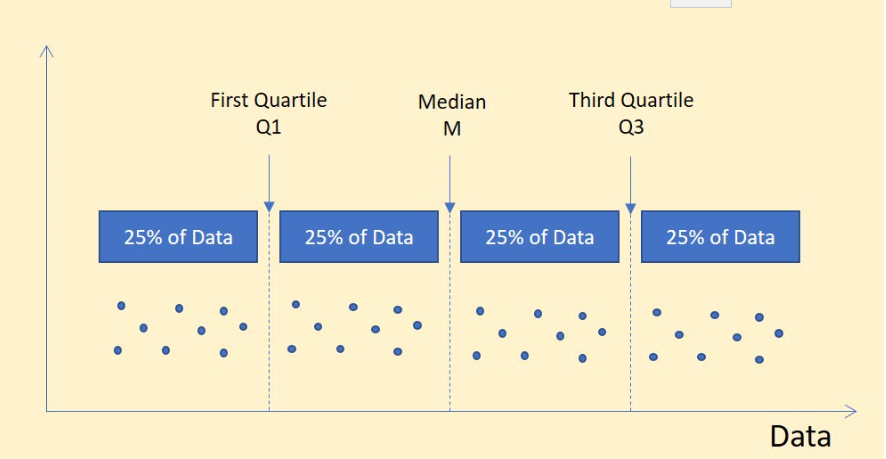 First Quartile
Q1
Median
M
Third Quartile
Q3
25% of Data
25% of Data
25% of Data
25% of Data
Data